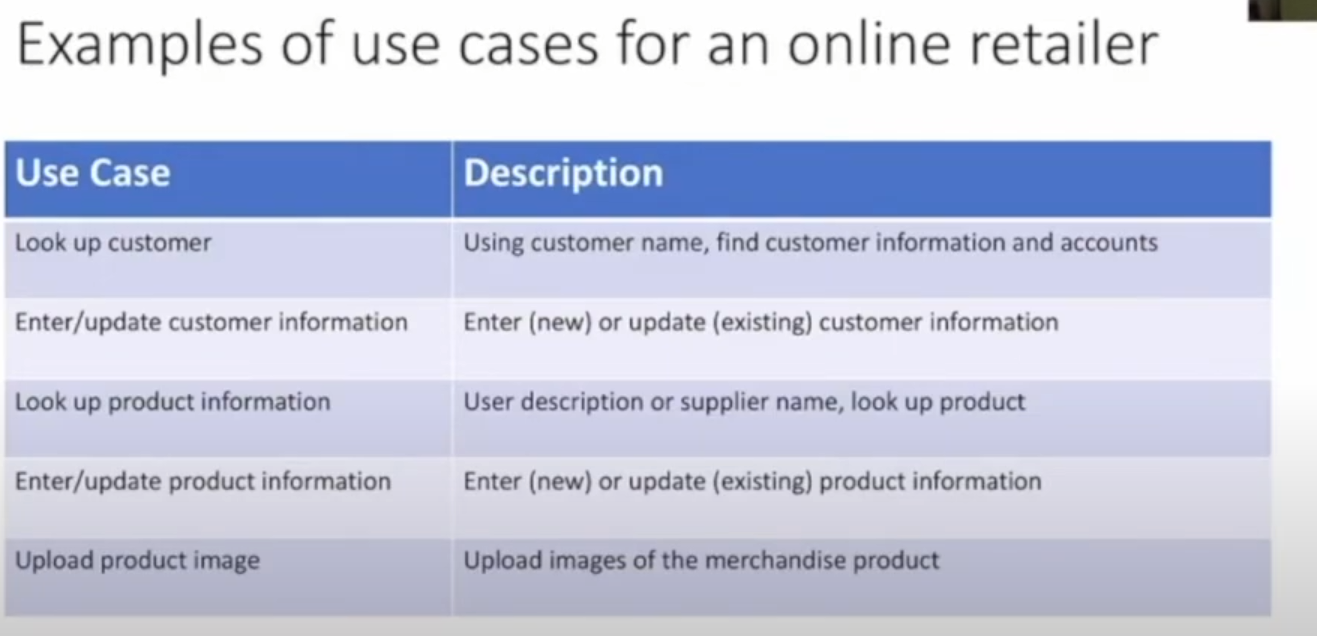 Examples of use cases for an online retailer
Use Case
Description
Look up customer
Using customer name, find customer information and accounts
Enter/update customer information
Enter (new) or update (existing) customer information
Look up product information
User description or supplier name, look up product
Enter/update product information
Enter (new) or update (existing) product information
Upload product image
Upload images of the merchandise product